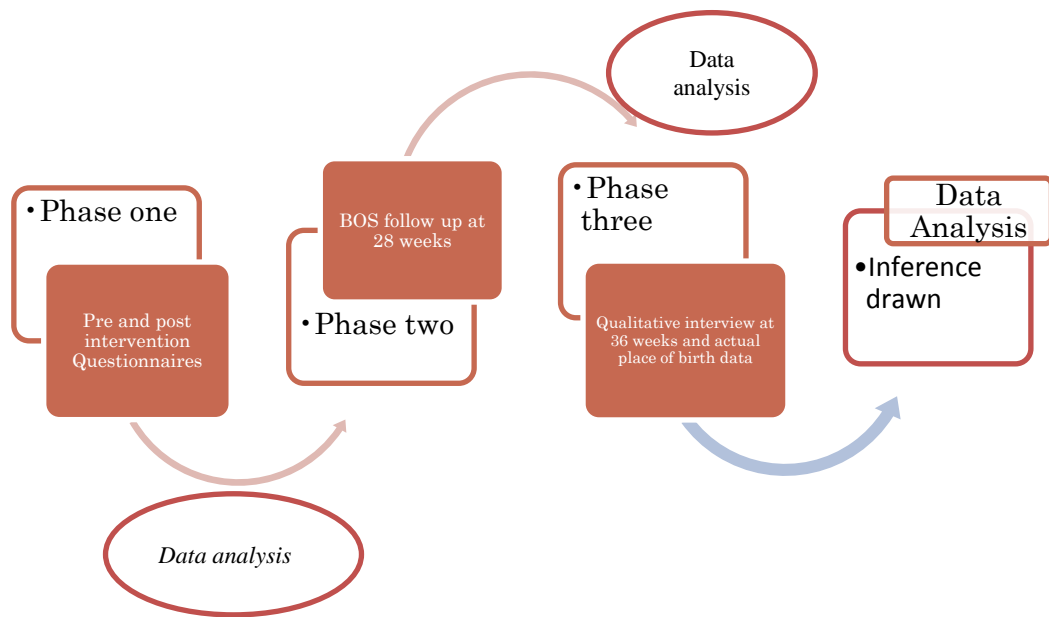 • Phase one
Pre and post
intervention
Questionnaires
Data analysis
BOS follow up at
28 weeks
• Phase two
Data
analysis
• Phase
three
Qualitative interview at
36 weeks and actual
place of birth data
Data
Analysis
•Inference
drawn